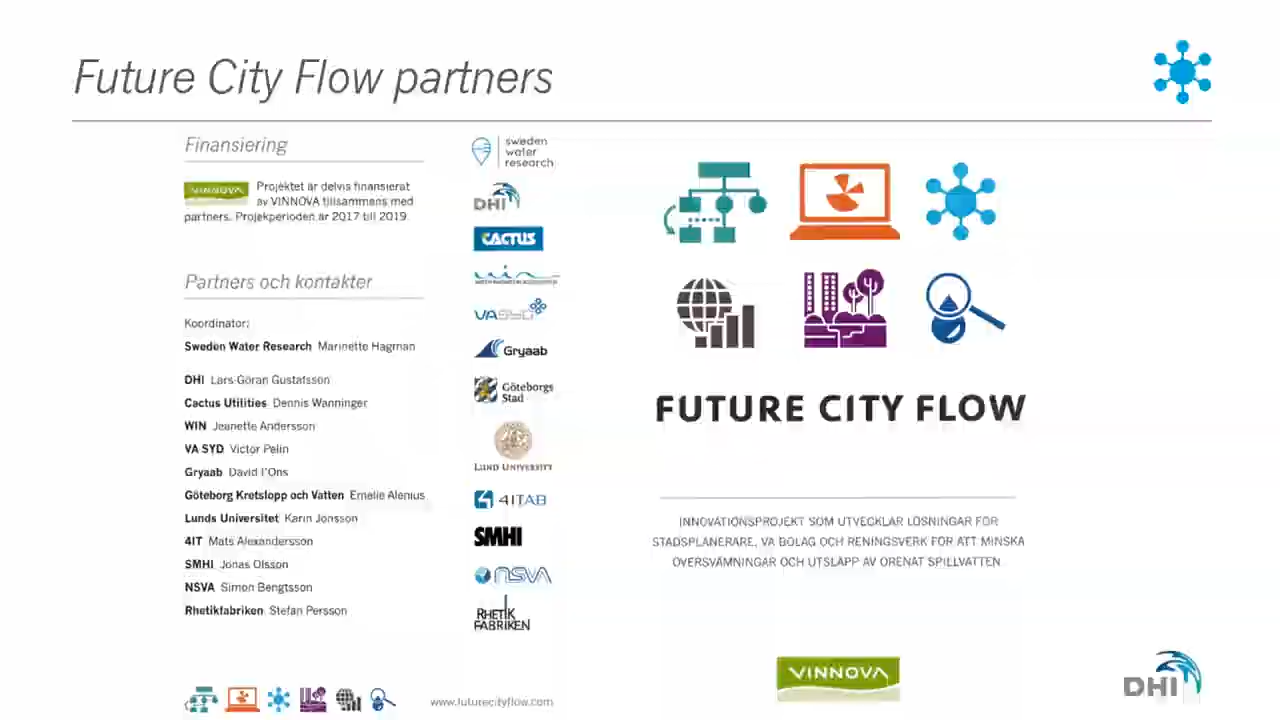 Future City Flow partners
Finansiering
VINNOVA
Projektet är delvis finansierat
av VINNOVA tillsammans med
partners. Projekperioden är 2017 till 2019.
Partners och kontakter
Koordinator:
Sweden Water Research Marinette Hagman
DHI Lars-Göran Gustafsson
Cactus Utilities Dennis Wanninger
WIN Jeanette Andersson
VA SYD Victor Pelin
Gryaab David I'Ons
Göteborg Kretslopp och Vatten Emelie Alenius
Lunds Universitet Karin Jönsson
4IT Mats Alexandersson
SMHI Jonas Olsson
NSVA Simon Bengtsson
Rhetikfabriken Stefan Persson
sweden
water
research
DHI
CACTUS
win
VA SYD
Gryaab
Göteborgs
Stad
LUND UNIVERSITY
4ITAB
SMHI
NSVA
RHETIK
FABRIKEN
www.futurecityflow.com
FUTURE CITY FLOW
INNOVATIONSPROJEKT SOM UTVECKLAR LÖSNINGAR FÖR
STADSPLANERARE, VA BOLAG OCH RENINGSVERK FÖR ATT MINSKA
ÖVERSVÄMNINGAR OCH UTSLÄPP AV ORENAT SPILLVATTEN
VINNOVA
DHI